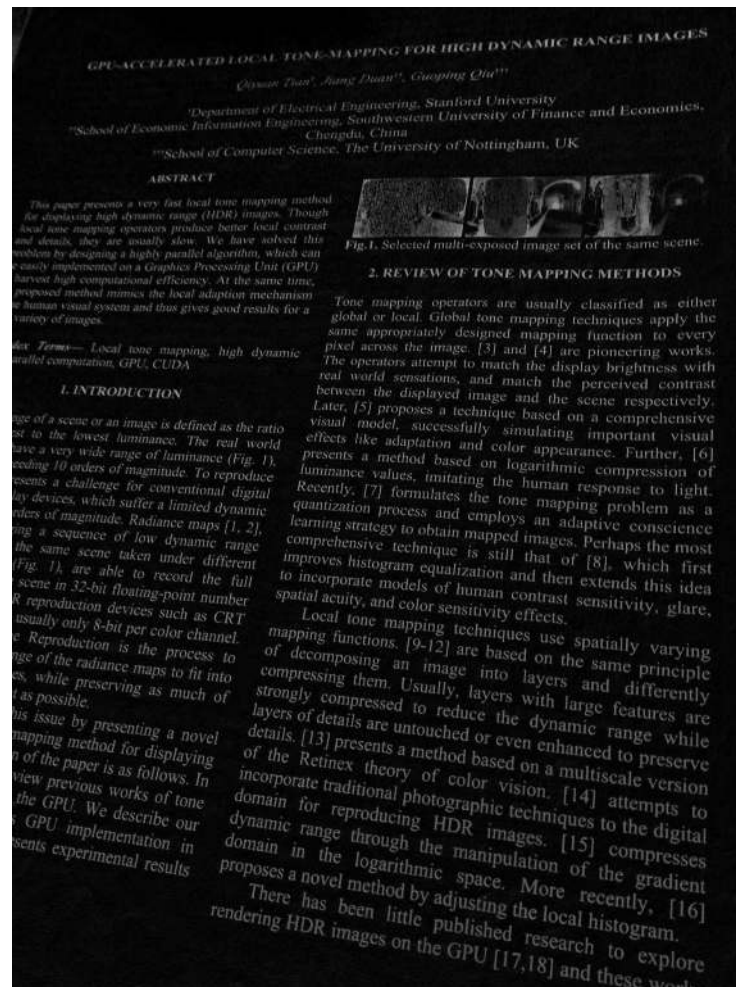 GPU-ACCELERATED LOCAL TONE-MAPPING FOR HIGH DYNAMIC RANGE IMAGES
Qiyuan Tian*, Jiang Duan**, Guoping Qiu***
*Department of Electrical Engineering, Stanford University
**School of Economic Information Engineering, Southwestern University of Finance and Economics,
Chengdu, China
***School of Computer Science, The University of Nottingham, UK
ABSTRACT
This paper presents a very fast local tone mapping method
for displaying high dynamic range (HDR) images. Though
local tone mapping operators produce better local contrast
and details, they are usually slow. We have solved this
problem by designing a highly parallel algorithm, which can
easily implemented on a Graphics Processing Unit (GPU)
harvest high computational efficiency. At the same time,
proposed method mimics the local adaption mechanism
human visual system and thus gives good results for a
variety of images.
Terms— Local tone mapping, high dynamic
parallel computation, GPU, CUDA
1. INTRODUCTION
of a scene or an image is defined as the ratio
to the lowest luminance. The real world
have a very wide range of luminance (Fig. 1),
10 orders of magnitude. To reproduce
a challenge for conventional digital
devices, which suffer a limited dynamic
orders of magnitude. Radiance maps [1, 2],
a sequence of low dynamic range
the same scene taken under different
(Fig. 1), are able to record the full
scene in 32-bit floating-point number
reproduction devices such as CRT
usually only 8-bit per color channel.
Reproduction is the process to
of the radiance maps to fit into
while preserving as much of
as possible.
this issue by presenting a novel
mapping method for displaying
of the paper is as follows. In
previous works of tone
the GPU. We describe our
GPU implementation in
experimental results
Fig.1. Selected multi-exposed image set of the same scene.
2. REVIEW OF TONE MAPPING METHODS
Tone mapping operators are usually classified as either
global or local. Global tone mapping techniques apply the
same appropriately designed mapping function to every
pixel across the image. [3] and [4] are pioneering works.
The operators attempt to match the display brightness with
real world sensations, and match the perceived contrast
between the displayed image and the scene respectively.
Later, [5] proposes a technique based on a comprehensive
visual model, successfully simulating important visual
effects like adaptation and color appearance. Further, [6]
presents a method based on logarithmic compression of
luminance values, imitating the human response to light.
Recently, [7] formulates the tone mapping problem as a
quantization process and employs an adaptive conscience
learning strategy to obtain mapped images. Perhaps the most
comprehensive technique is still that of [8], which first
improves histogram equalization and then extends this idea
to incorporate models of human contrast sensitivity, glare,
spatial acuity, and color sensitivity effects.
Local tone mapping techniques use spatially varying
mapping functions. [9-12] are based on the same principle
of decomposing an image into layers and differently
compressing them. Usually, layers with large features are
strongly compressed to reduce the dynamic range while
layers of details are untouched or even enhanced to preserve
details. [13] presents a method based on a multiscale version
of the Retinex theory of color vision. [14] attempts to
incorporate traditional photographic techniques to the digital
domain for reproducing HDR images. [15] compresses
dynamic range through the manipulation of the gradient
domain in the logarithmic space. More recently, [16]
proposes a novel method by adjusting the local histogram.
There has been little published research to explore
rendering HDR images on the GPU [17,18] and these